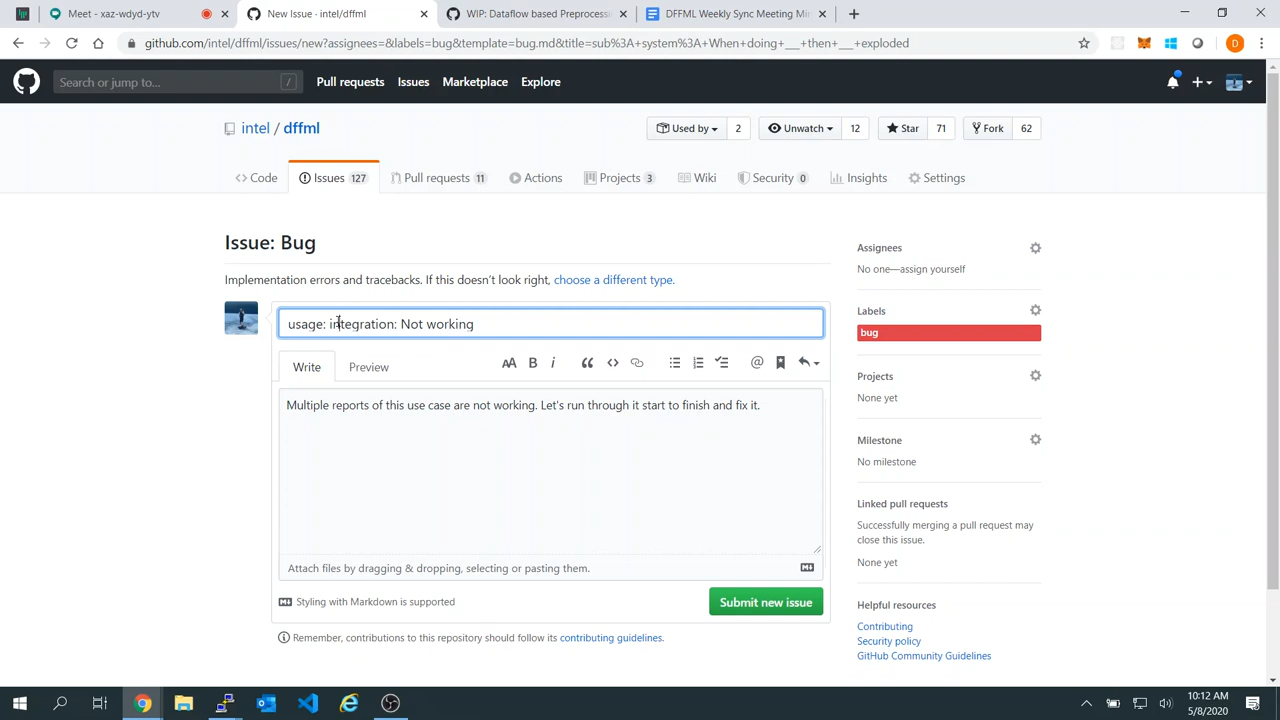 Meet - xaz-wdyd-ytv
New Issue · intel/dffml
WIP: Dataflow based Preprocessi
DFFML Weekly Sync Meeting Min
github.com/intel/dffml/issues/new?assignees=&labels=bug&template=bug.md&title=sub%3A+system%3A+When+doing+___+then+___+exploded
D
Search or jump to...
/
Pull requests
Issues
Marketplace
Explore
intel / dffml
Used by 2
Unwatch 12
Star 71
Fork 62
Code
Issues 127
Pull requests 11
Actions
Projects 3
Wiki
Security 0
Insights
Settings
Issue: Bug
Implementation errors and tracebacks. If this doesn't look right, choose a different type.
usage: integration: Not working
Write
Preview
AA B i
Multiple reports of this use case are not working. Let's run through it start to finish and fix it.
Attach files by dragging & dropping, selecting or pasting them.
Styling with Markdown is supported
Submit new issue
Remember, contributions to this repository should follow its contributing guidelines.
Assignees
No one—assign yourself
Labels
bug
Projects
None yet
Milestone
No milestone
Linked pull requests
Successfully merging a pull request may
close this issue.
None yet
Helpful resources
Contributing
Security policy
GitHub Community Guidelines
10:12 AM
5/8/2020